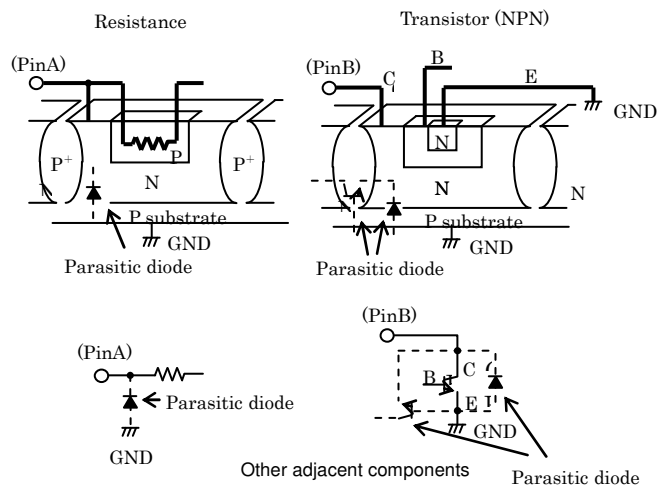 Resistance
(PinA)
P⁺
P
P⁺
N
P substrate
GND
Parasitic diode
Transistor (NPN)
(PinB)
C
B
E
GND
N
N
N
P substrate
GND
Parasitic diode
(PinA)
Parasitic diode
GND
(PinB)
C
B
E
GND
Other adjacent components
Parasitic diode